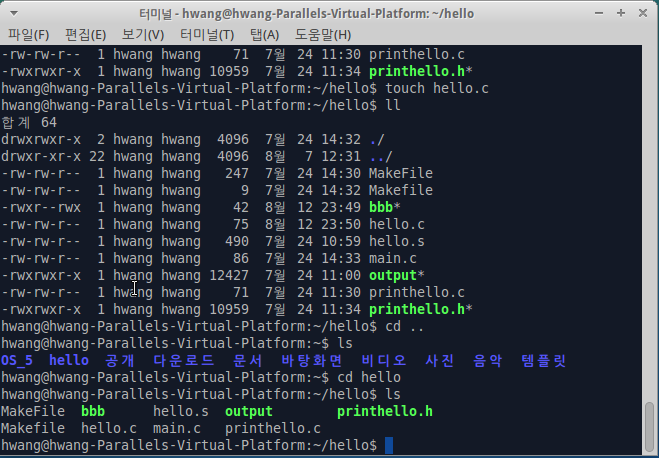 터미널 - hwang@hwang-Parallels-Virtual-Platform: ~/hello
파일(F) 편집(E) 보기(V) 터미널(T) 탭(A) 도움말(H)
-rw-rw-r-- 1 hwang hwang 71 7월 24 11:30 printhello.c
-rwxrwxr-x 1 hwang hwang 10959 7월 24 11:34 printhello.h*
hwang@hwang-Parallels-Virtual-Platform:~/hello$ touch hello.c
hwang@hwang-Parallels-Virtual-Platform:~/hello$ ll
합계 64
drwxrwxr-x 2 hwang hwang 4096 7월 24 14:32 ./
drwxr-xr-x 22 hwang hwang 4096 8월 7 12:31 ../
-rw-rw-r-- 1 hwang hwang 247 7월 24 14:30 MakeFile
-rw-rw-r-- 1 hwang hwang 9 7월 24 14:32 Makefile
-rwxr--rwx 1 hwang hwang 42 8월 12 23:49 bbb*
-rw-rw-r-- 1 hwang hwang 75 8월 12 23:50 hello.c
-rw-rw-r-- 1 hwang hwang 490 7월 24 10:59 hello.s
-rw-rw-r-- 1 hwang hwang 86 7월 24 14:33 main.c
-rwxrwxr-x 1 hwang hwang 12427 7월 24 11:00 output*
-rw-rw-r-- 1 hwang hwang 71 7월 24 11:30 printhello.c
-rwxrwxr-x 1 hwang hwang 10959 7월 24 11:34 printhello.h*
hwang@hwang-Parallels-Virtual-Platform:~/hello$ cd ..
hwang@hwang-Parallels-Virtual-Platform:~$ ls
OS_5 hello 공개 다운로드 문서 바탕화면 비디오 사진 음악 템플릿
hwang@hwang-Parallels-Virtual-Platform:~$ cd hello
hwang@hwang-Parallels-Virtual-Platform:~/hello$ ls
MakeFile bbb hello.s output printhello.h
Makefile hello.c main.c printhello.c
hwang@hwang-Parallels-Virtual-Platform:~/hello$